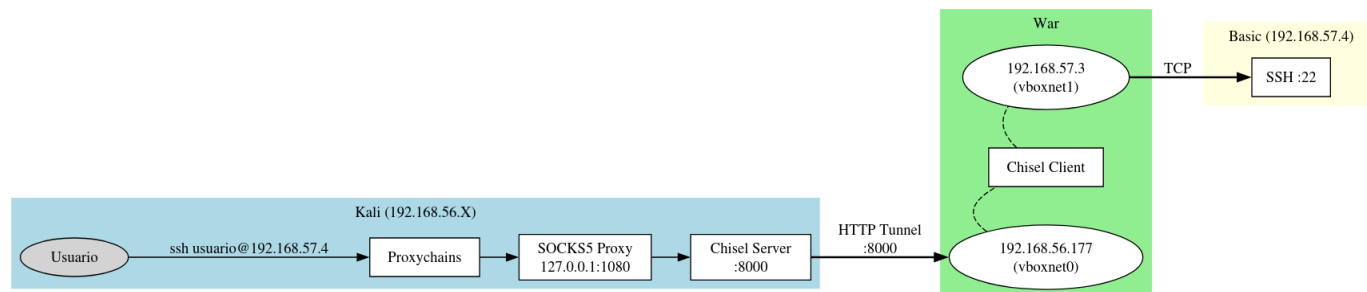 War
Basic (192.168.57.4)
192.168.57.3
(vboxnet1)
TCP
SSH :22
Chisel Client
Kali (192.168.56.X)
Usuario
ssh usuario@192.168.57.4
Proxychains
SOCKS5 Proxy
127.0.0.1:1080
Chisel Server
:8000
HTTP Tunnel
:8000
192.168.56.177
(vboxnet0)